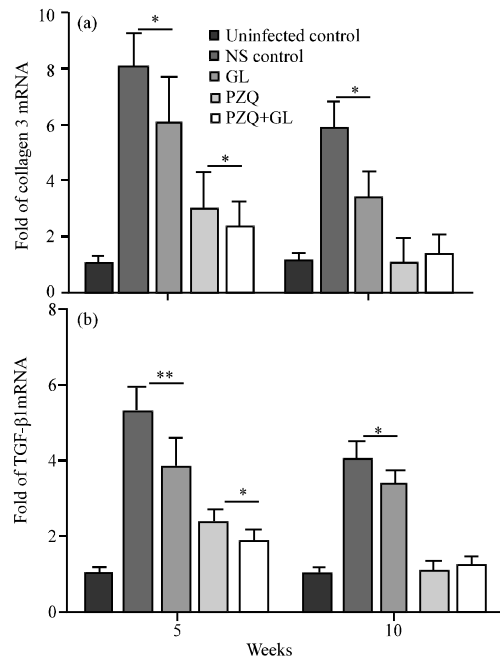 (a)
Uninfected control
NS control
GL
PZQ
PZQ+GL
Fold of collagen 3 mRNA
10
8
6
4
2
0
*
*
*
(b)
Fold of TGF-β1mRNA
8
6
4
2
0
**
*
*
5
10
Weeks